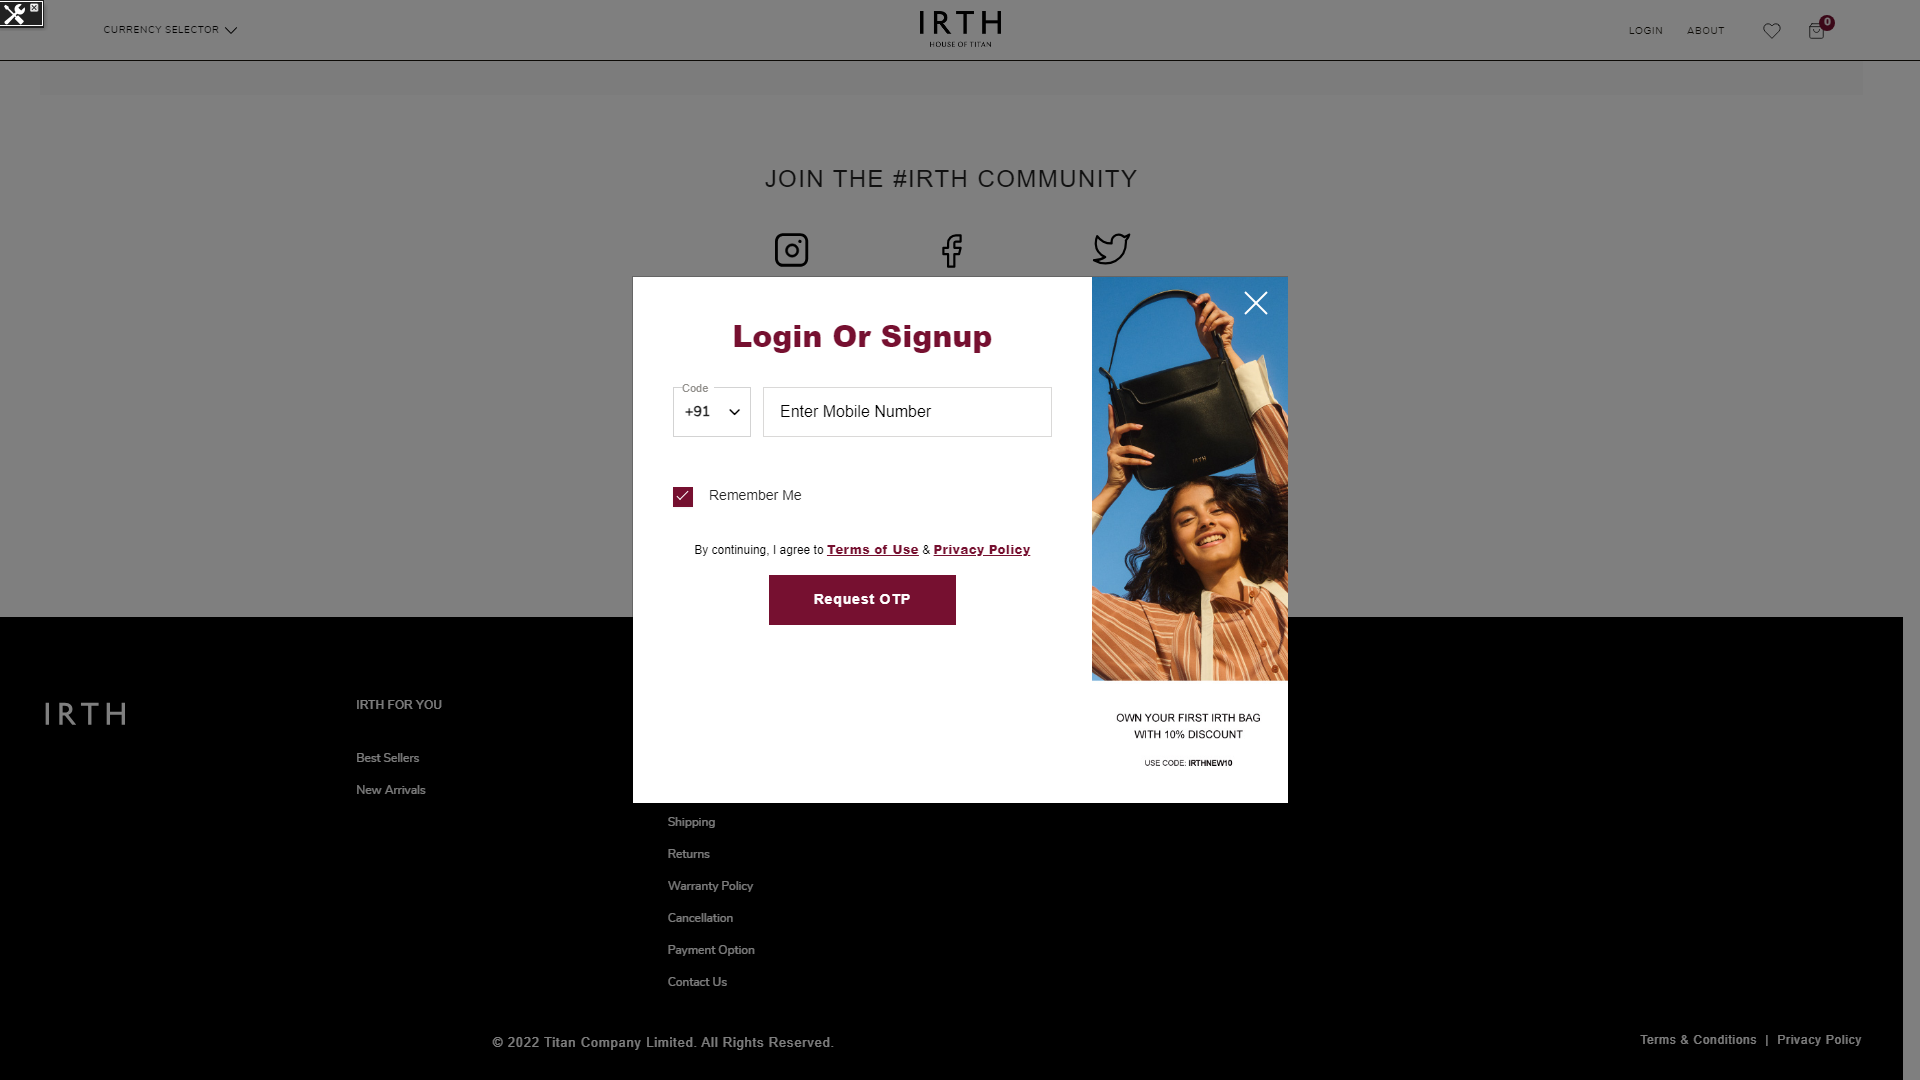 CURRENCY SELECTOR
IRTH
HOUSE OF TITAN
LOGIN
ABOUT
0
JOIN THE #IRTH COMMUNITY
Login Or Signup
Code
+91
Enter Mobile Number
Remember Me
By continuing, I agree to Terms of Use & Privacy Policy
Request OTP
IRTH
OWN YOUR FIRST IRTH BAG
WITH 10% DISCOUNT
USE CODE: IRTHNEW10
IRTH
IRTH FOR YOU
Best Sellers
New Arrivals
Shipping
Returns
Warranty Policy
Cancellation
Payment Option
Contact Us
© 2022 Titan Company Limited. All Rights Reserved.
Terms & Conditions | Privacy Policy